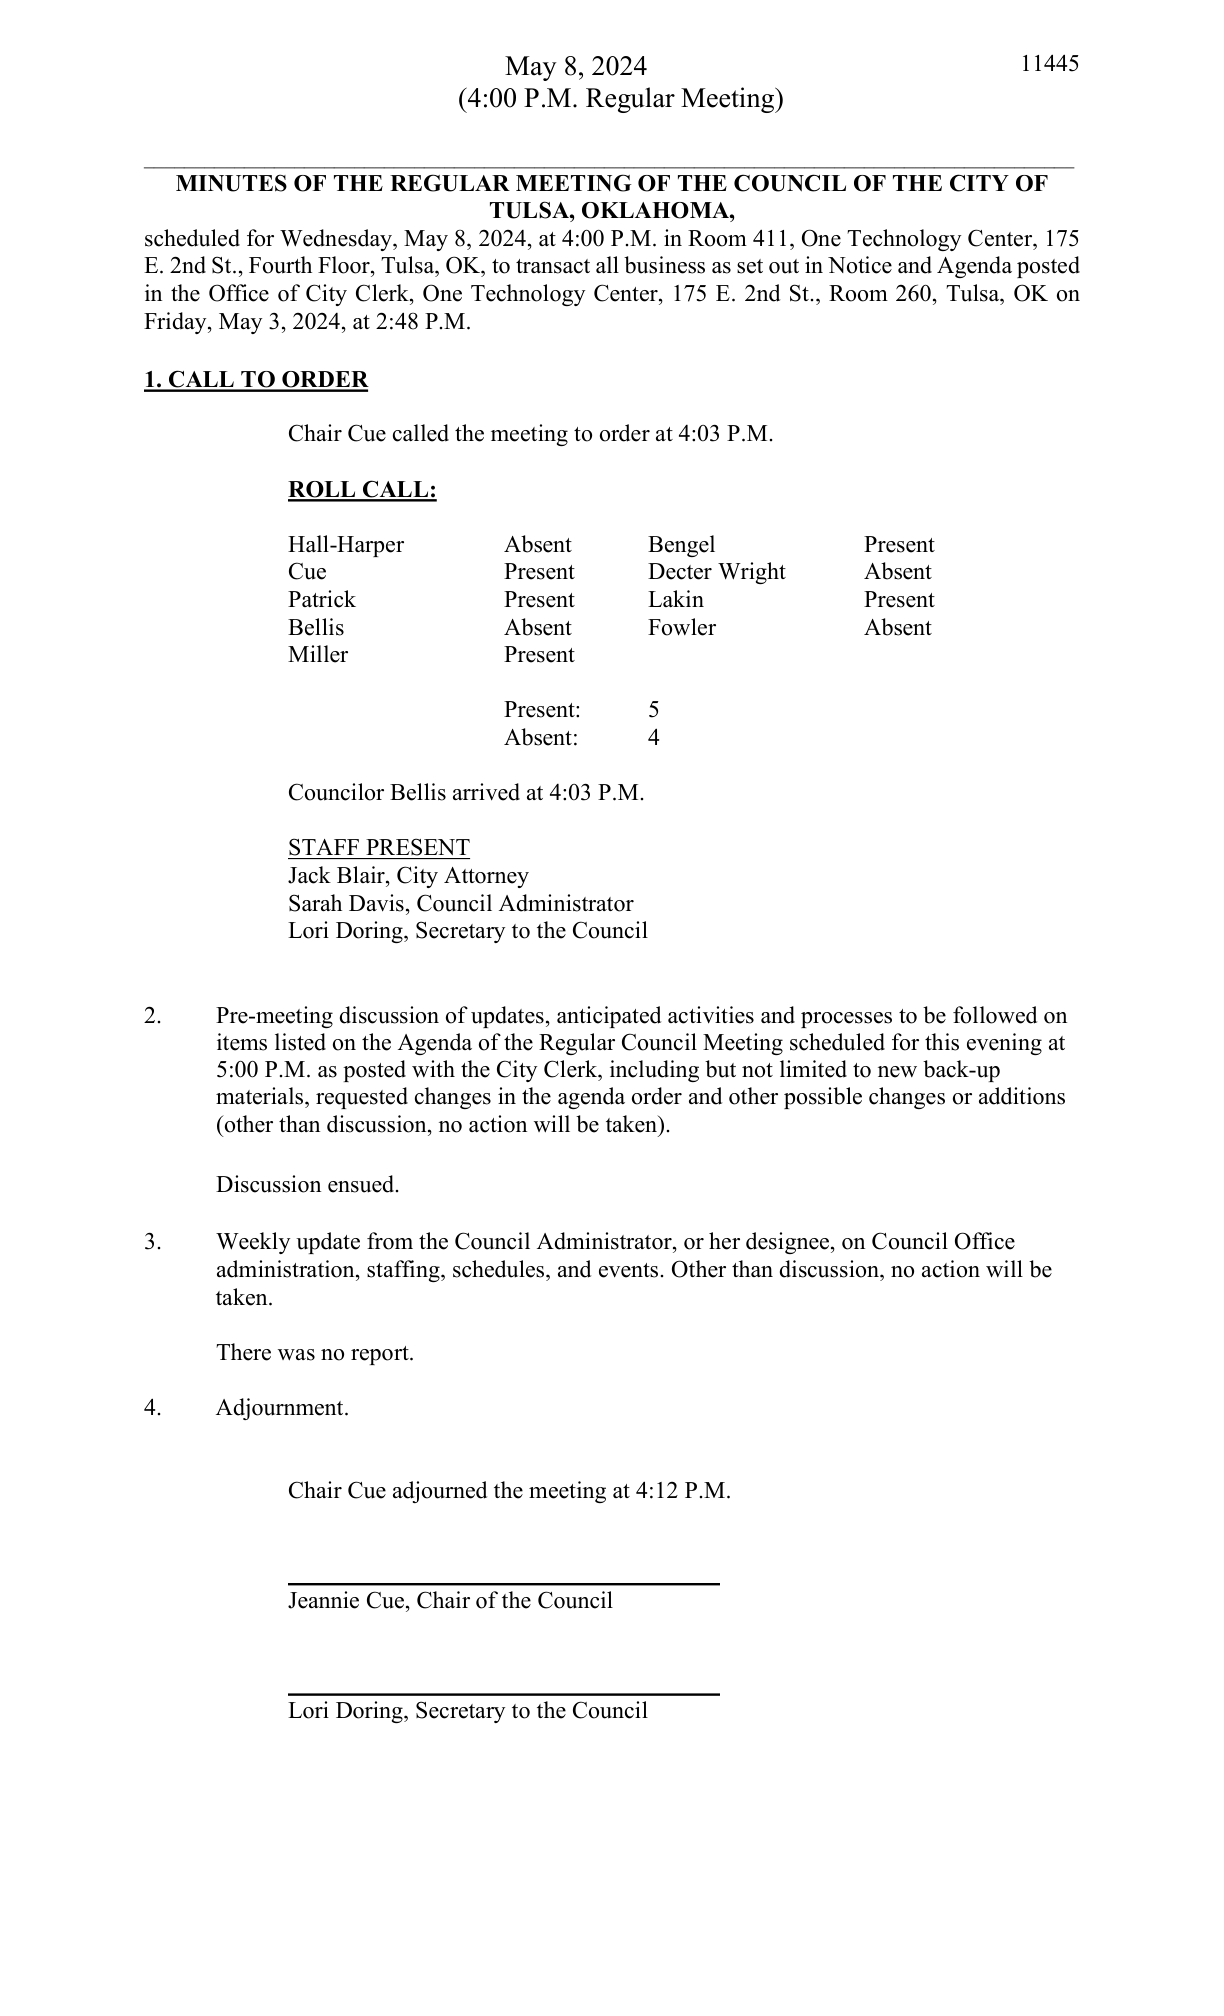 May 8, 2024 11445
(4:00 P.M. Regular Meeting)
MINUTES OF THE REGULAR MEETING OF THE COUNCIL OF THE CITY OF
TULSA, OKLAHOMA,
scheduled for Wednesday, May 8, 2024, at 4:00 P.M. in Room 411, One Technology Center, 175
E. 2nd St., Fourth Floor, Tulsa, OK, to transact all business as set out in Notice and Agenda posted
in the Office of City Clerk, One Technology Center, 175 E. 2nd St., Room 260, Tulsa, OK on
Friday, May 3, 2024, at 2:48 P.M.
1. CALL TO ORDER
Chair Cue called the meeting to order at 4:03 P.M.
ROLL CALL:
Hall-Harper Absent Bengel Present
Cue Present Decter Wright Absent
Patrick Present Lakin Present
Bellis Absent Fowler Absent
Miller Present
Present: 5
Absent: 4
Councilor Bellis arrived at 4:03 P.M.
STAFF PRESENT
Jack Blair, City Attorney
Sarah Davis, Council Administrator
Lori Doring, Secretary to the Council
2. Pre-meeting discussion of updates, anticipated activities and processes to be followed on
items listed on the Agenda of the Regular Council Meeting scheduled for this evening at
5:00 P.M. as posted with the City Clerk, including but not limited to new back-up
materials, requested changes in the agenda order and other possible changes or additions
(other than discussion, no action will be taken).
Discussion ensued.
3. Weekly update from the Council Administrator, or her designee, on Council Office
administration, staffing, schedules, and events. Other than discussion, no action will be
taken.
There was no report.
4. Adjournment.
Chair Cue adjourned the meeting at 4:12 P.M.
Jeannie Cue, Chair of the Council
Lori Doring, Secretary to the Council